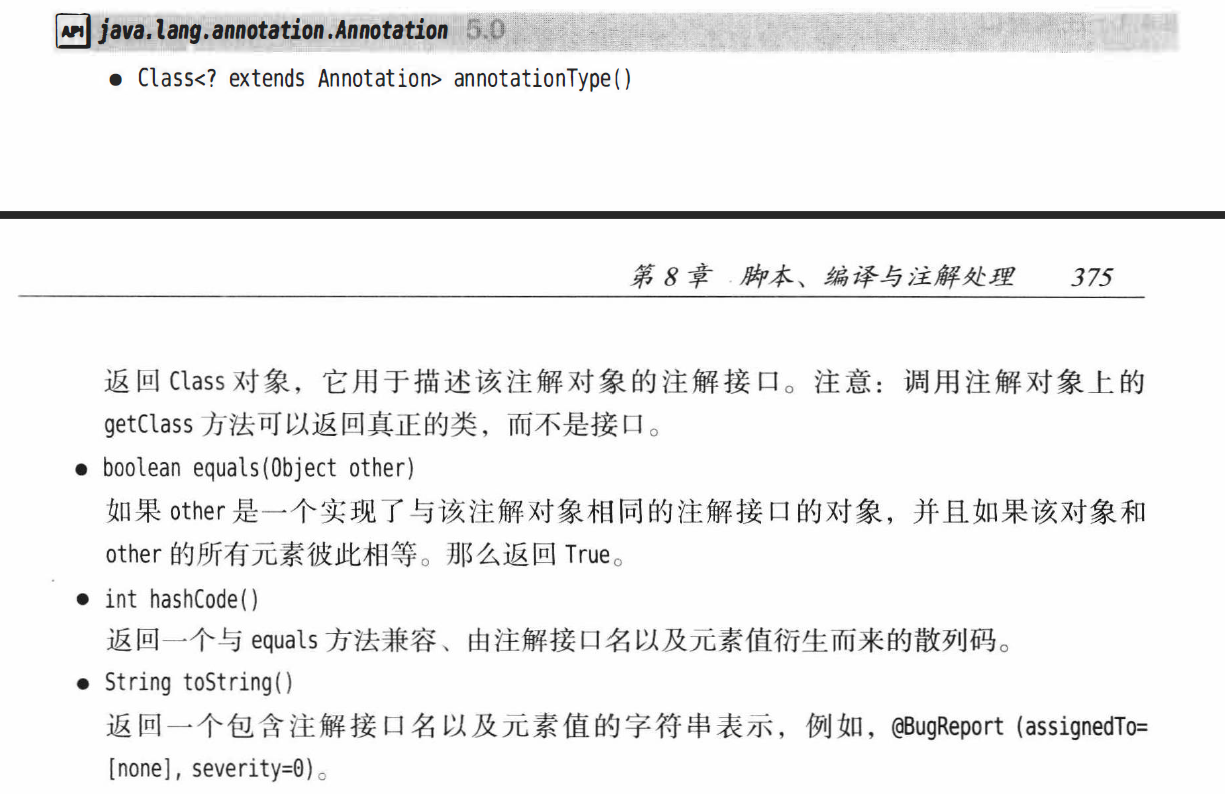 API java.lang.annotation.Annotation 5.0
● Class<? extends Annotation> annotationType()
第 8 章 脚本、编译与注解处理 375
返回 Class 对象，它用于描述该注解对象的注解接口。注意：调用注解对象上的
getClass 方法可以返回真正的类，而不是接口。
● boolean equals(Object other)
如果 other 是一个实现了与该注解对象相同的注解接口的对象，并且如果该对象和
other 的所有元素彼此相等。那么返回 True。
● int hashCode()
返回一个与 equals 方法兼容、由注解接口名以及元素值衍生而来的散列码。
● String toString()
返回一个包含注解接口名以及元素值的字符串表示，例如，@BugReport (assignedTo=
[none], severity=0)。